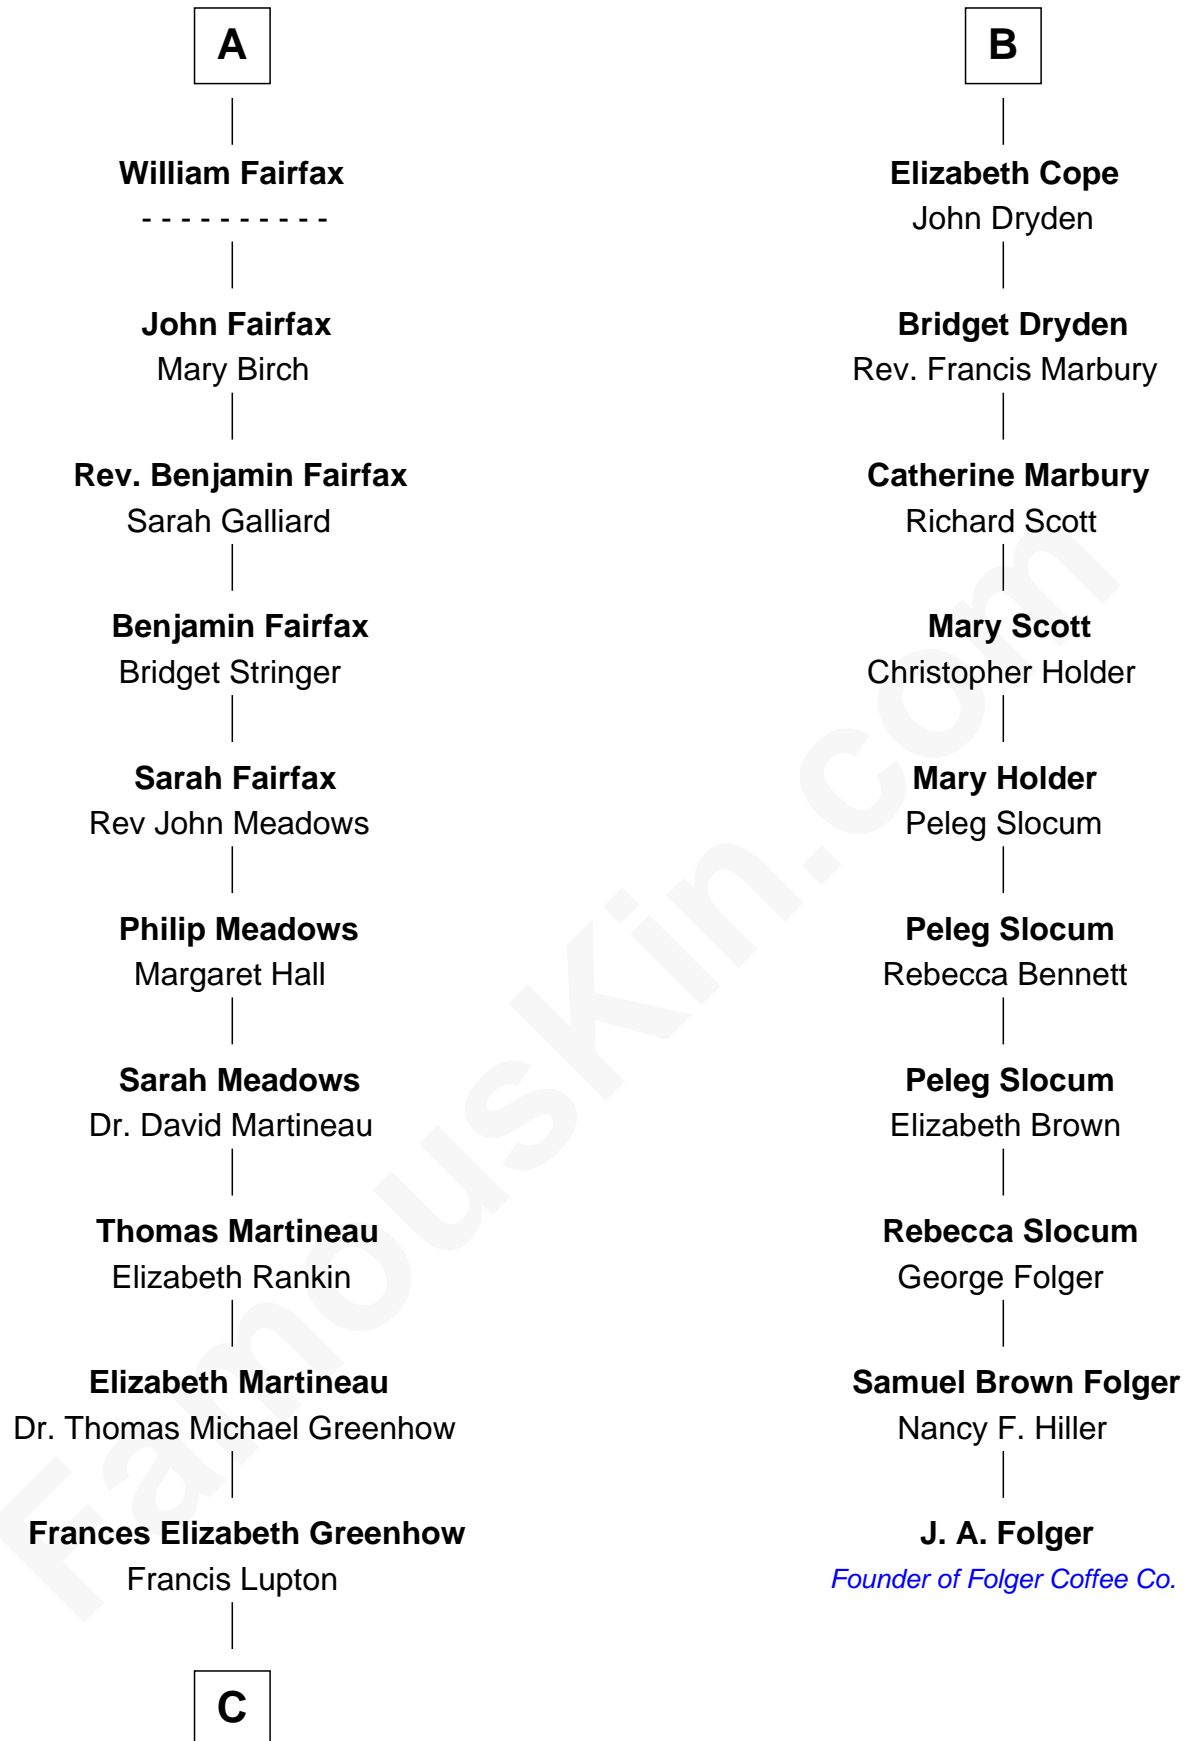 A
William Fairfax
- - - - - - - - - -
John Fairfax
Mary Birch
Rev. Benjamin Fairfax
Sarah Galliard
Benjamin Fairfax
Bridget Stringer
Sarah Fairfax
Rev John Meadows
Philip Meadows
Margaret Hall
Sarah Meadows
Dr. David Martineau
Thomas Martineau
Elizabeth Rankin
Elizabeth Martineau
Dr. Thomas Michael Greenhow
Frances Elizabeth Greenhow
Francis Lupton
C
B
Elizabeth Cope
John Dryden
Bridget Dryden
Rev. Francis Marbury
Catherine Marbury
Richard Scott
Mary Scott
Christopher Holder
Mary Holder
Peleg Slocum
Peleg Slocum
Rebecca Bennett
Peleg Slocum
Elizabeth Brown
Rebecca Slocum
George Folger
Samuel Brown Folger
Nancy F. Hiller
J. A. Folger
Founder of Folger Coffee Co.
FamousKin.com